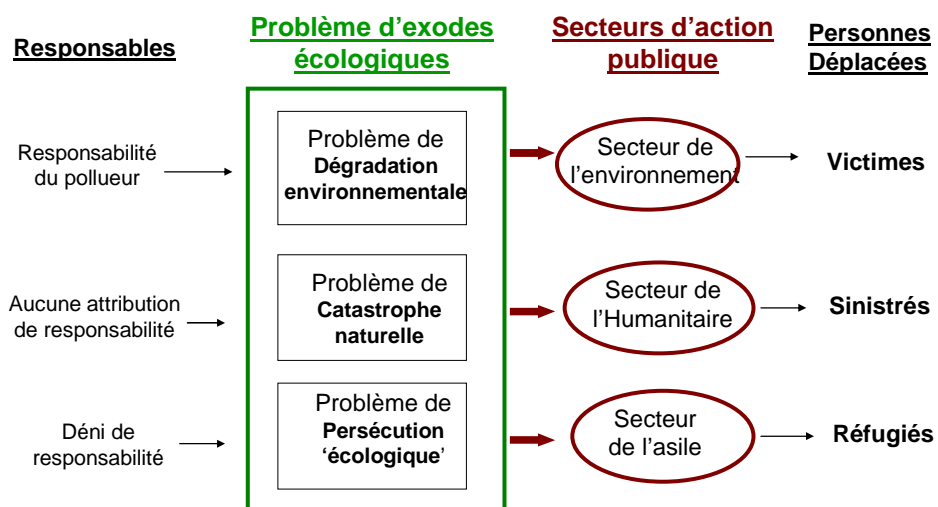 Responsables
Problème d’exodes
écologiques
Secteurs d’action
publique
Personnes
Déplacées
Responsabilité
du pollueur
Problème de
Dégradation
environnementale
Secteur de
l’environnement
Victimes
Aucune attribution
de responsabilité
Problème de
Catastrophe
naturelle
Secteur de
l’Humanitaire
Sinistrés
Déni de
responsabilité
Problème de
Persécution
‘écologique’
Secteur
de l’asile
Réfugiés